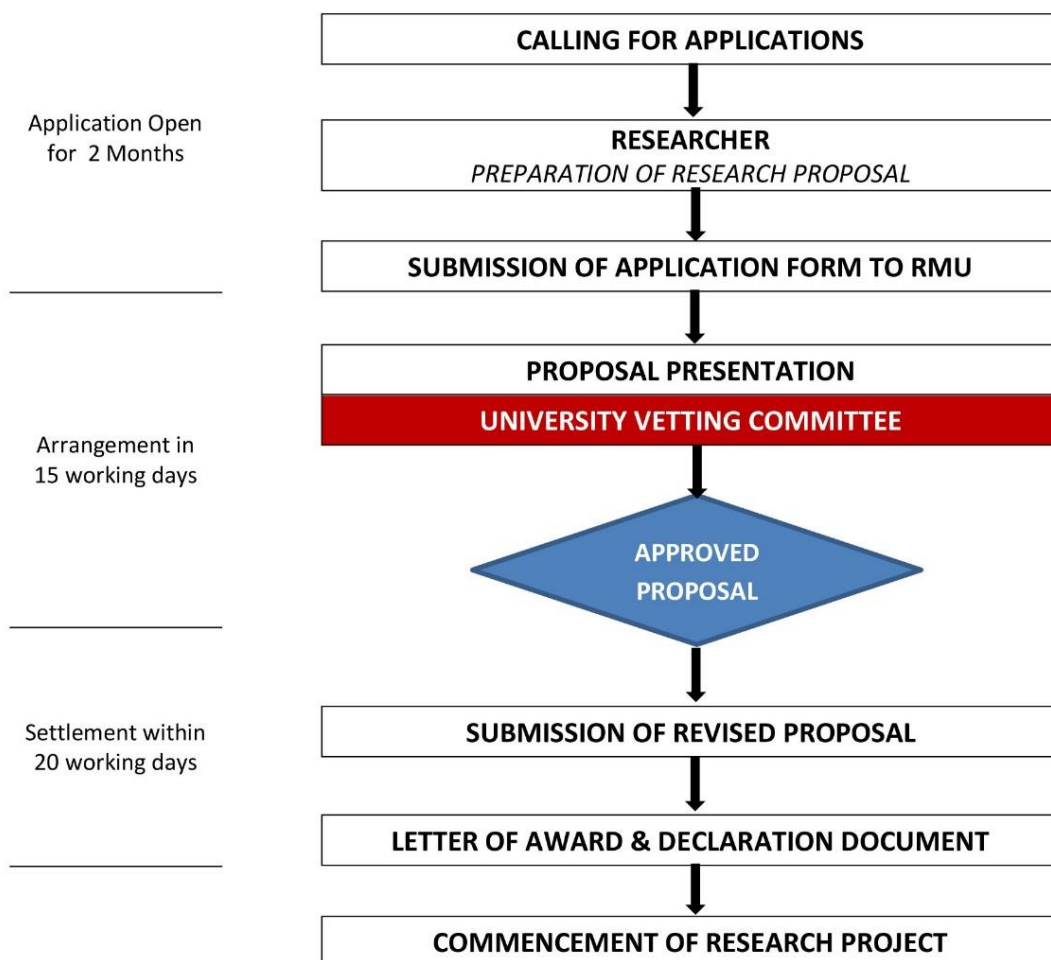 CALLING FOR APPLICATIONS
Application Open
for 2 Months
RESEARCHER
PREPARATION OF RESEARCH PROPOSAL
SUBMISSION OF APPLICATION FORM TO RMU
PROPOSAL PRESENTATION
UNIVERSITY VETTING COMMITTEE
Arrangement in
15 working days
APPROVED
PROPOSAL
Settlement within
20 working days
SUBMISSION OF REVISED PROPOSAL
LETTER OF AWARD & DECLARATION DOCUMENT
COMMENCEMENT OF RESEARCH PROJECT